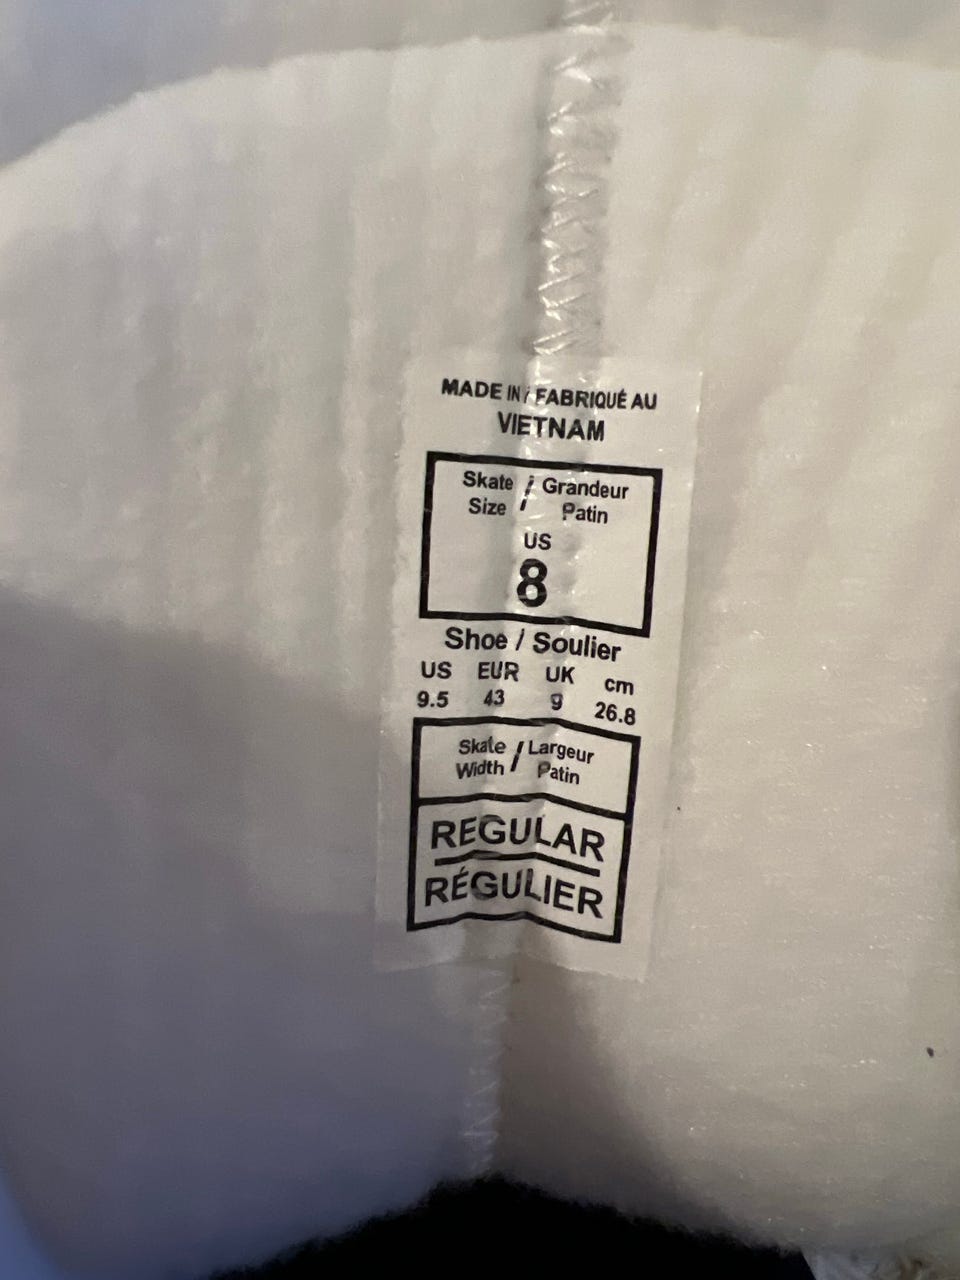 MADE IN / FABRIQUÉ AU
VIETNAM
Skate / Grandeur
Size Patin
US
8
Shoe / Soulier
US EUR UK cm
9.5 43 9 26.8
Skate / Largeur
Width Patin
REGULAR
RÉGULIER